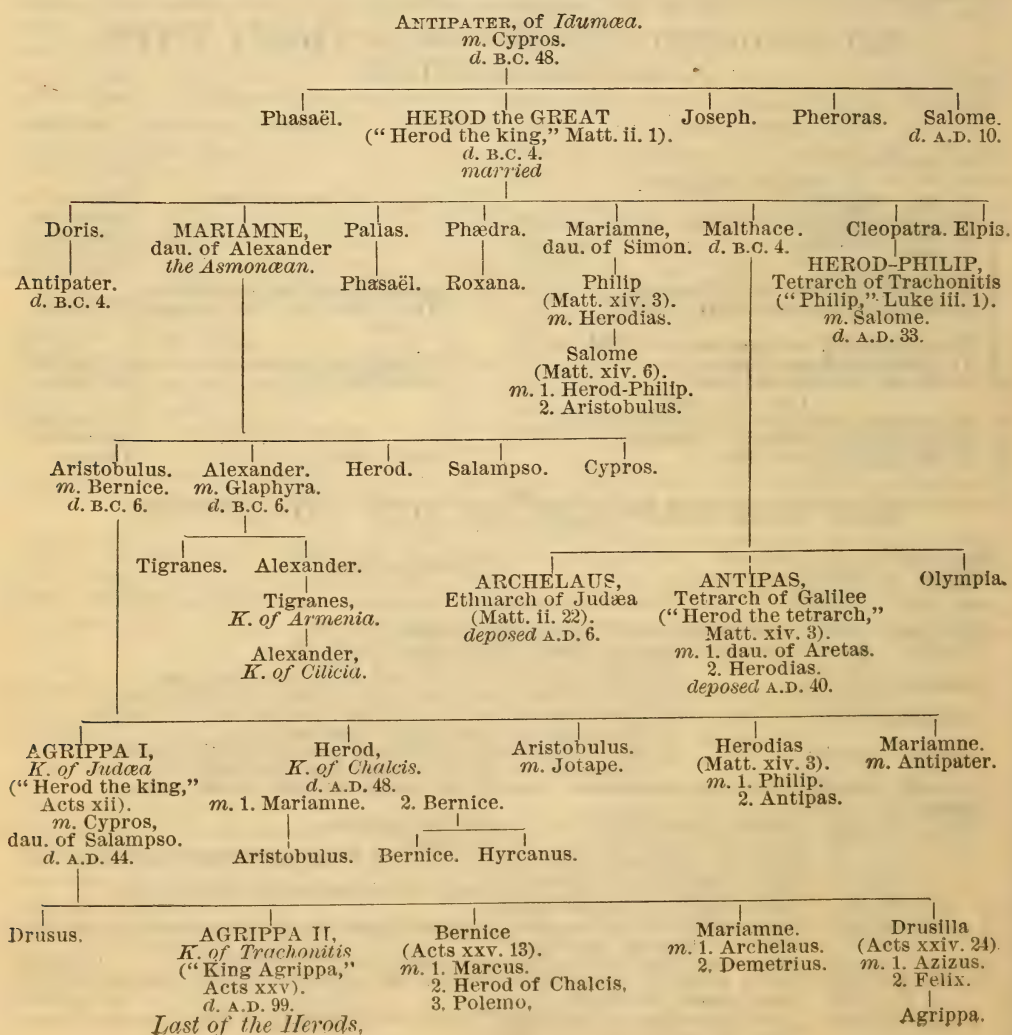 ANTIPATER, of Idumæa.
m. Cypros.
d. B.C. 48.
Phasaël. HEROD the GREAT Joseph. Pheroras. Salome.
("Herod the king," Matt. ii. 1). d. A.D. 10.
d. B.C. 4.
married
Doris. MARIAMNE, Pallas. Phædra. Mariamne, Malthace. Cleopatra. Elpis.
dau. of Alexander dau. of Simon. d. B.C. 4.
the Asmonæan. HEROD-PHILIP,
Antipater. Phasaël. Roxana. Philip Tetrarch of Trachonitis
d. B.C. 4. (Matt. xiv. 3). ("Philip," Luke iii. 1).
m. Herodias. m. Salome.
d. A.D. 33.
Salome
(Matt. xiv. 6).
m. 1. Herod-Philip.
2. Aristobulus.
Aristobulus. Alexander. Herod. Salampso. Cypros.
m. Bernice. m. Glaphyra.
d. B.C. 6. d. B.C. 6.
Tigranes. Alexander. ARCHELAUS, ANTIPAS, Olympia.
Ethnarch of Judæa Tetrarch of Galilee
Tigranes, (Matt. ii. 22). ("Herod the tetrarch,"
K. of Armenia. deposed A.D. 6. Matt. xiv. 3).
m. 1. dau. of Aretas.
Alexander, 2. Herodias.
K. of Cilicia. deposed A.D. 40.
AGRIPPA I, Herod, Aristobulus. Herodias Mariamne.
K. of Judæa K. of Chalcis. m. Jotape. (Matt. xiv. 3). m. Antipater.
("Herod the king," d. A.D. 48. m. 1. Philip.
Acts xii). m. 1. Mariamne. 2. Bernice. 2. Antipas.
m. Cypros,
dau. of Salampso.
d. A.D. 44. Aristobulus. Bernice. Hyrcanus.
Drusus. AGRIPPA II, Bernice Mariamne. Drusilla
K. of Trachonitis (Acts xxv. 13). m. 1. Archelaus. (Acts xxiv. 24).
("King Agrippa," m. 1. Marcus. 2. Demetrius. m. 1. Azizus.
Acts xxv). 2. Herod of Chalcis, 2. Felix.
d. A.D. 99. 3. Polemo,
Last of the Herods, Agrippa.